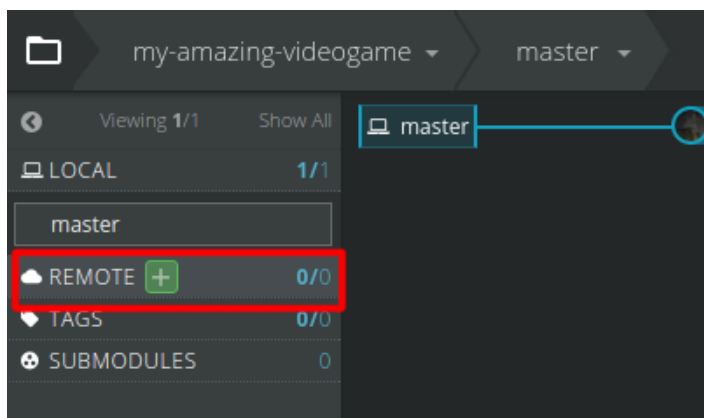 my-amazing-videogame master
Viewing 1/1 Show All
master
LOCAL 1/1
master
REMOTE 0/0
TAGS 0/0
SUBMODULES 0